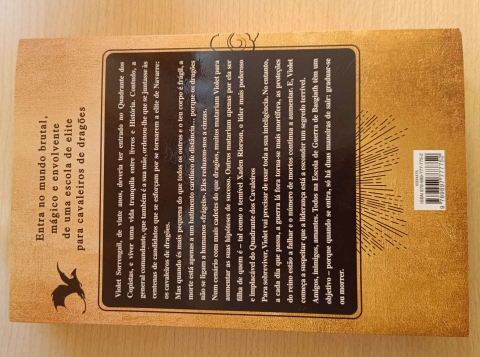 Entra no mundo brutal,
mágico e envolvente
de uma escola de elite
para cavaleiros de dragões
Violet Sorrengail, de vinte anos, deveria ter entrado no Quadrante dos
Copistas, e viver uma vida tranquila entre livros e História. Contudo, a
general comandante, que também é a sua mãe, ordenou-lhe que se juntasse às
centenas de candidatos que se esforçam por se tornarem a elite de Navarre:
os cavaleiros de dragões.
Mas quando és mais pequena do que todos os outros e o teu corpo é frágil, a
morte está apenas a um batimento cardíaco de distância... porque os dragões
não se ligam a humanos «frágeis». Eles reduzem-nos a cinzas.
Num cenário com mais cadetes do que dragões, muitos matariam Violet para
aumentar as suas hipóteses de sucesso. Outros matariam apenas por ela ser
filha de quem é – tal como o terrível Xaden Riorson, o líder mais poderoso
e implacável do Quadrante dos Cavaleiros.
Para sobreviver, Violet vai precisar de usar toda a sua inteligência. No entanto,
a cada dia que passa, a guerra lá fora torna-se mais mortífera, as proteções
do reino estão a falhar e o número de mortos continua a aumentar. E, Violet
começa a suspeitar que a liderança está a esconder um segredo terrível.
Amigos, inimigos, amantes. Todos na Escola de Guerra de Basgiath têm um
objetivo – porque quando se entra, só há duas maneiras de sair: graduar-se
ou morrer.